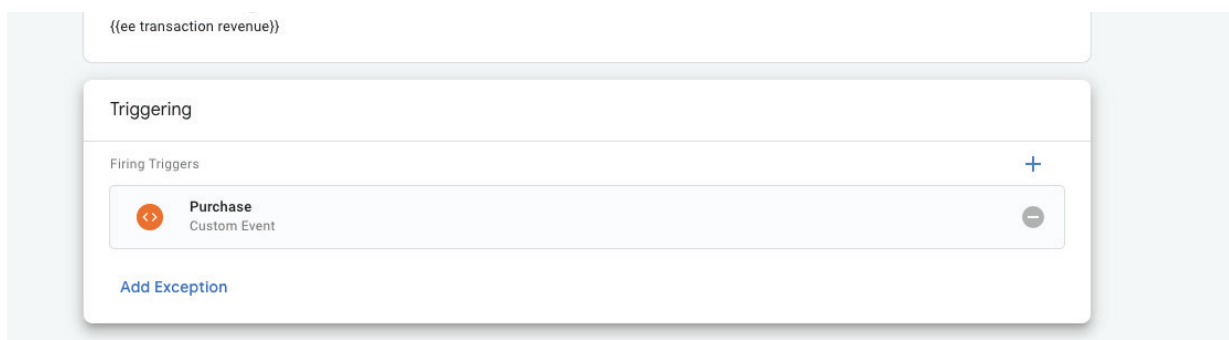 {{ee transaction revenue}}
Triggering
Firing Triggers
Purchase
Custom Event
Add Exception